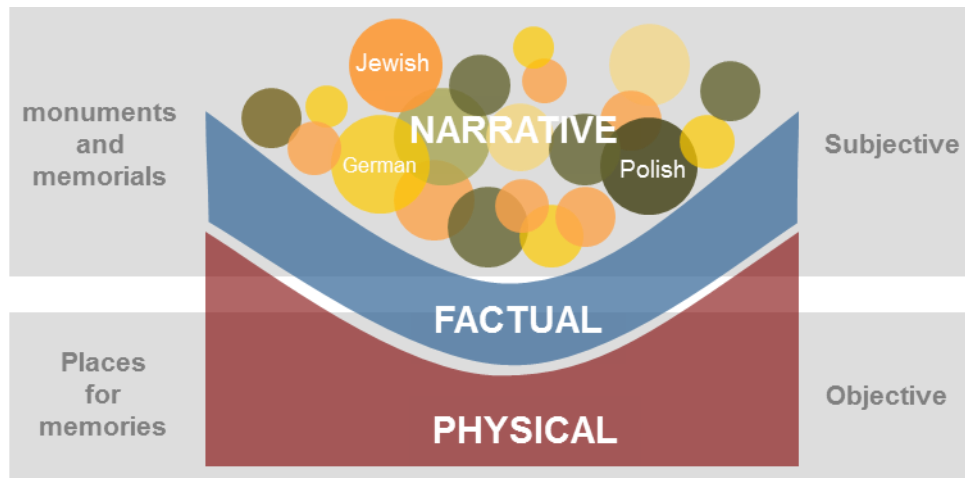 Jewish
NARRATIVE
German
Polish
monuments
and
memorials
Subjective
FACTUAL
Places
for
memories
Objective
PHYSICAL